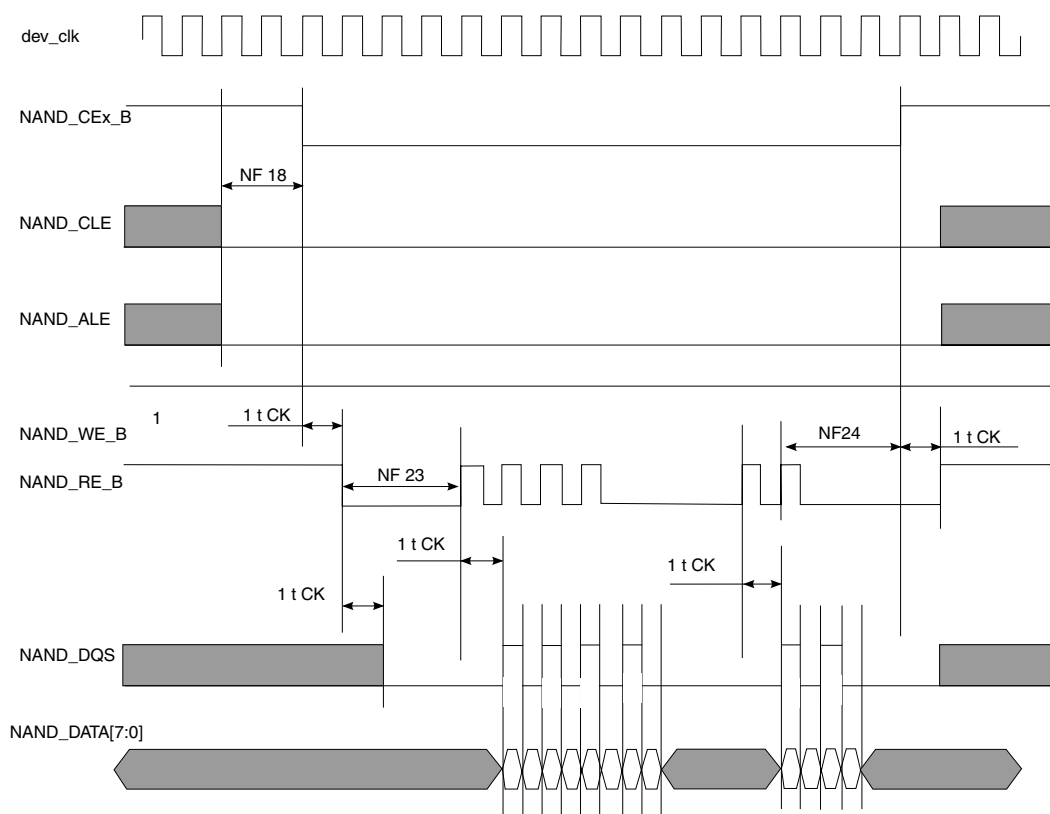 dev_clk
NAND_CEx_B
NF 18
NAND_CLE
NAND_ALE
1
1 t CK
NAND_WE_B
NF24
1 t CK
NAND_RE_B
NF 23
1 t CK
1 t CK
1 t CK
NAND_DQS
NAND_DATA[7:0]